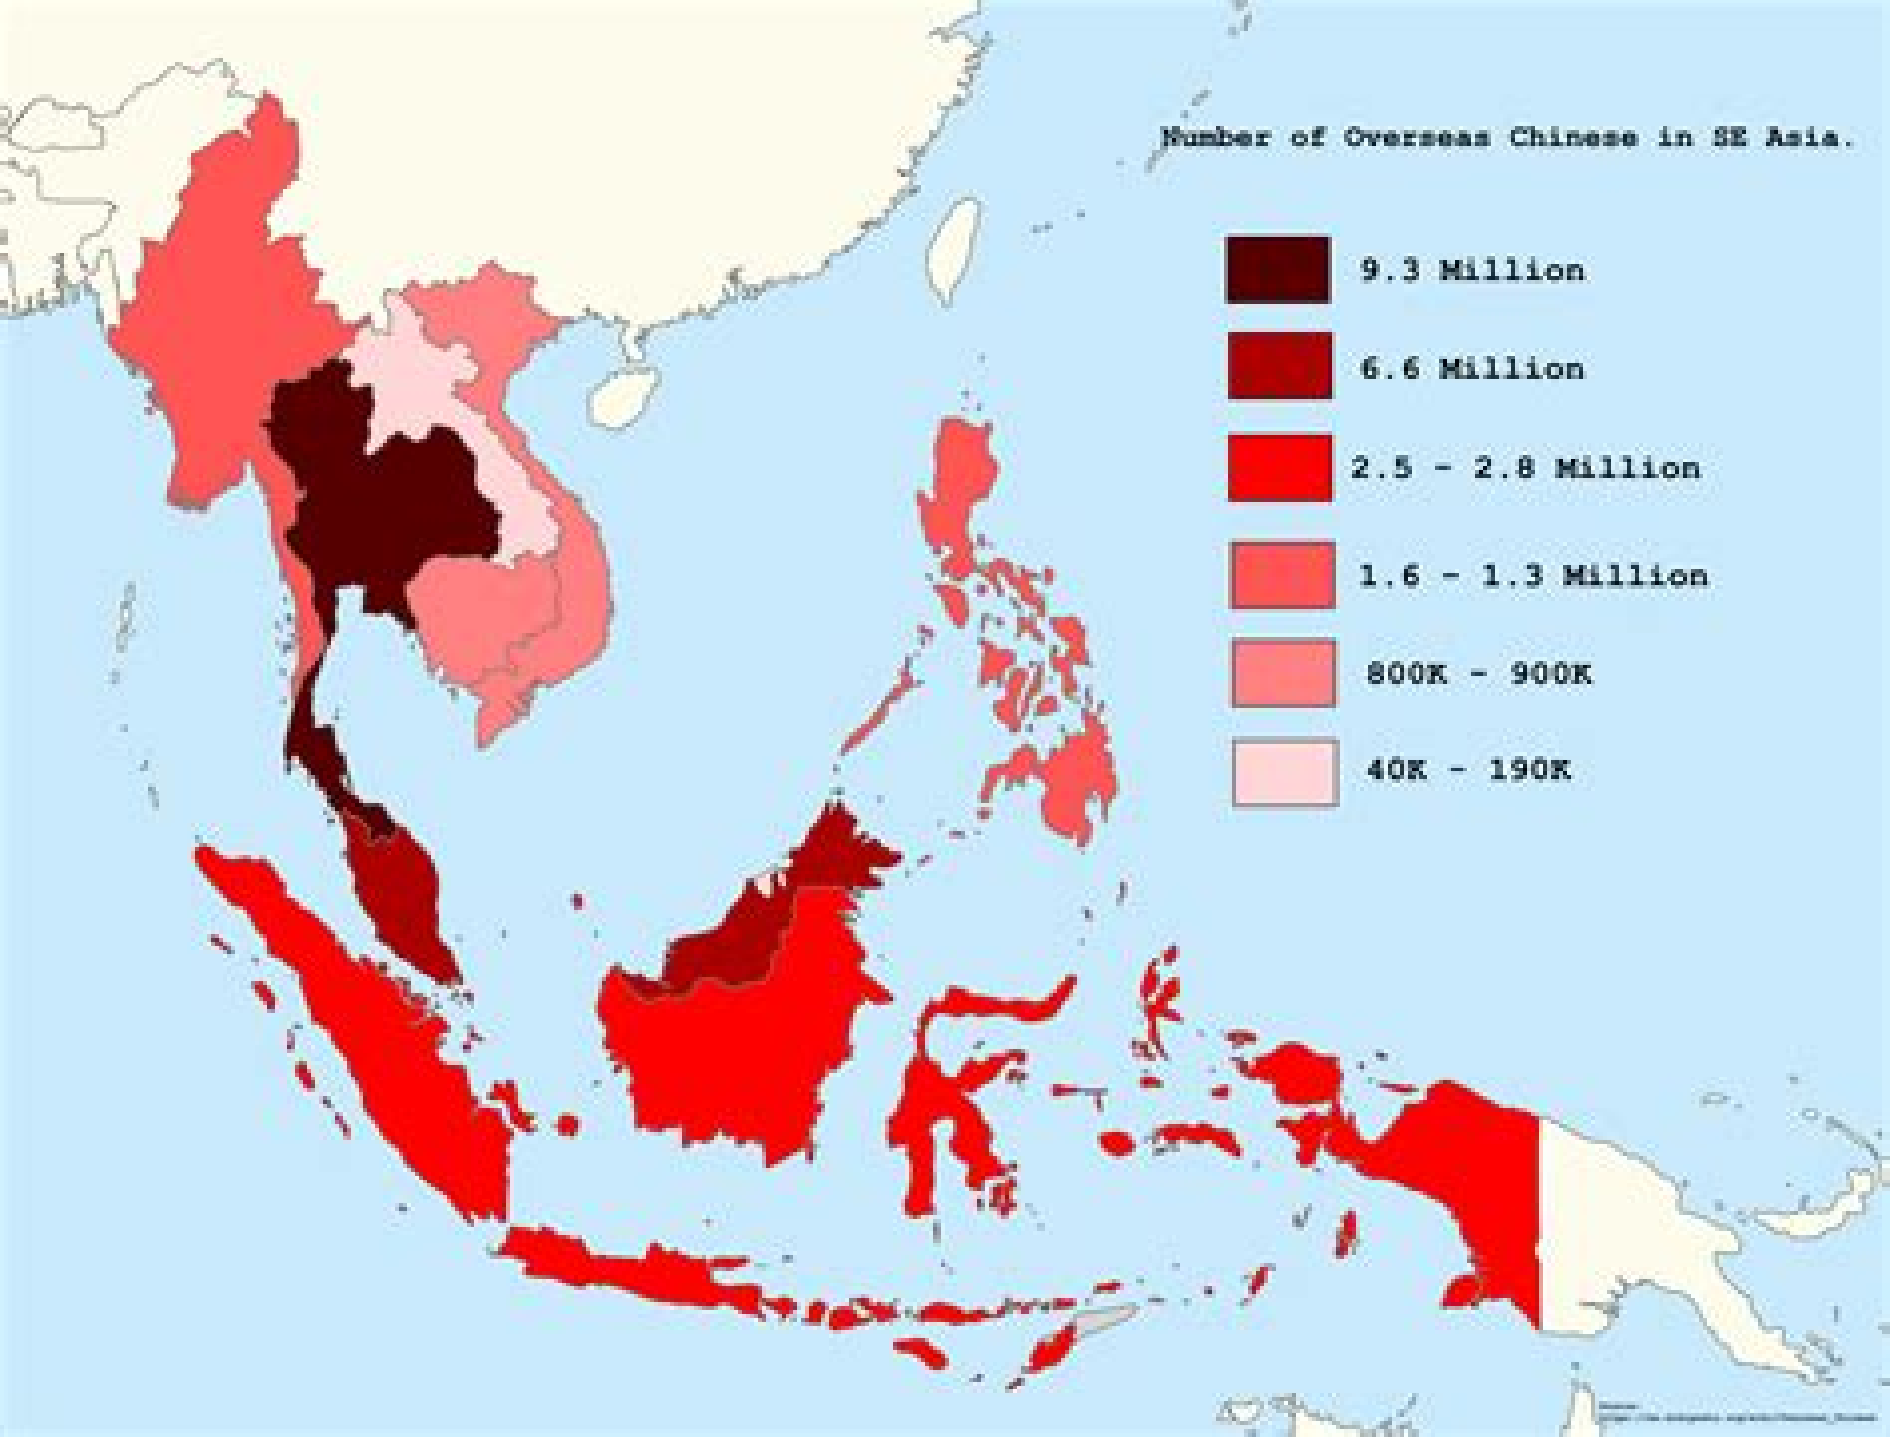 Number of Overseas Chinese in SE Asia.
9.3 Million
6.6 Million
2.5 - 2.8 Million
1.6 - 1.3 Million
800K - 900K
40K - 190K